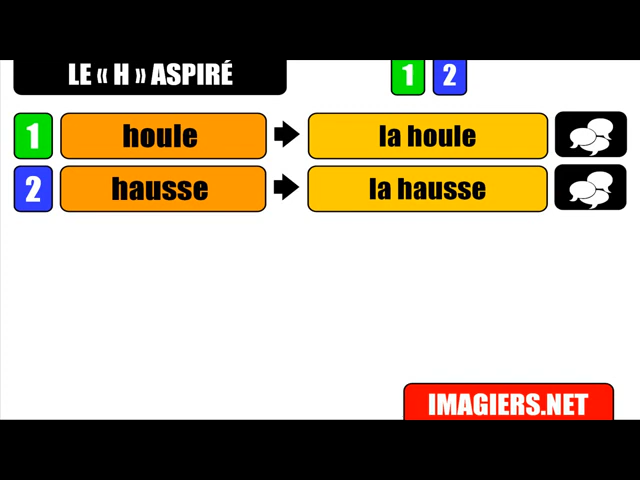 LE « H » ASPIRÉ 1 2
1 houle la houle
2 hausse la hausse
IMAGIERS.NET